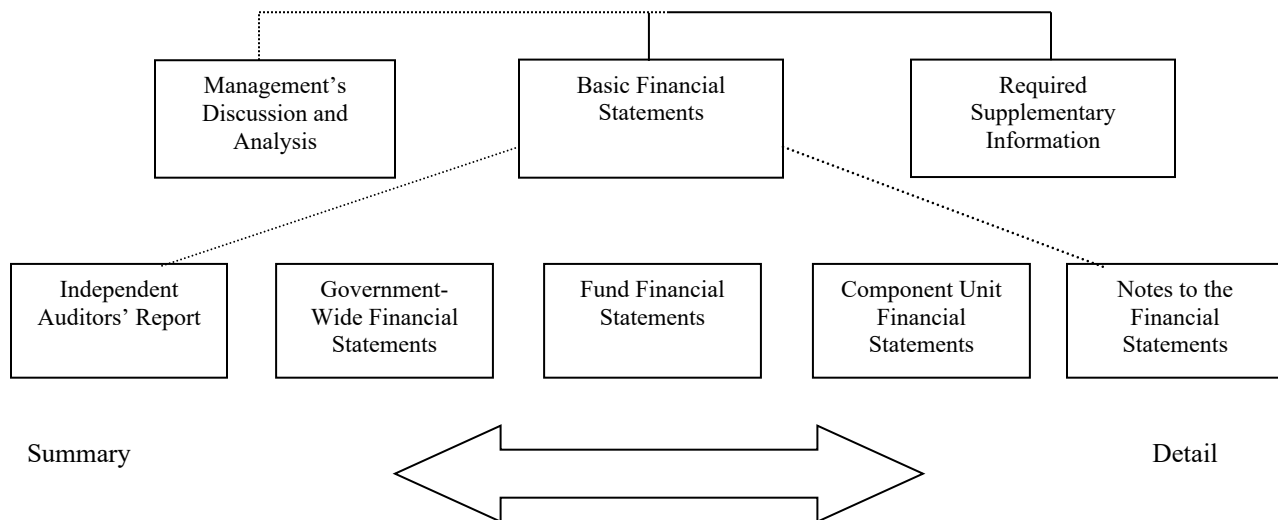 Management’s
Discussion and
Analysis
Basic Financial
Statements
Required
Supplementary
Information
Independent
Auditors’ Report
Government-
Wide Financial
Statements
Fund Financial
Statements
Component Unit
Financial
Statements
Notes to the
Financial
Statements
Summary
Detail